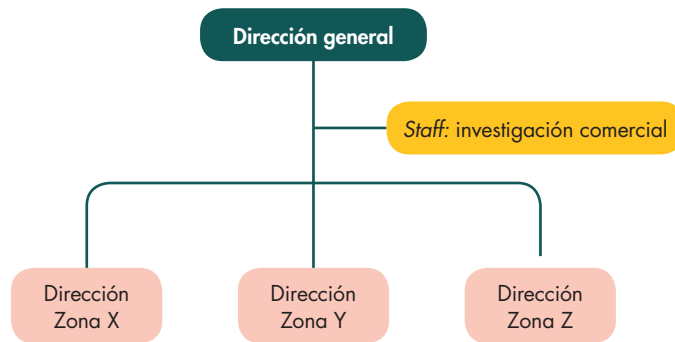 Dirección general
Staff: investigación comercial
Dirección
Zona X
Dirección
Zona Y
Dirección
Zona Z